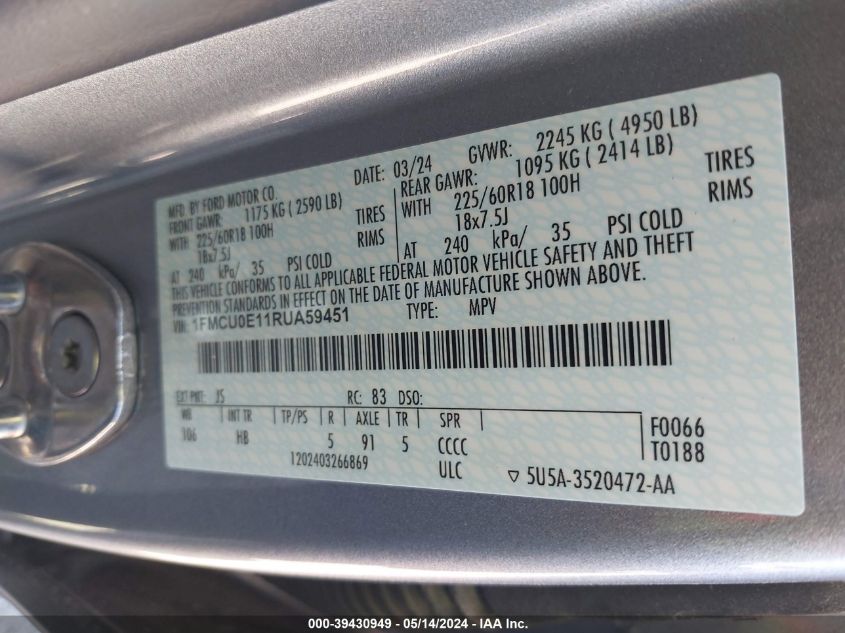 MFD. BY FORD MOTOR CO.
DATE: 03/24 GVWR: 2245 KG ( 4950 LB)
FRONT GAWR: 1175 KG ( 2590 LB)
REAR GAWR: 1095 KG ( 2414 LB)
WITH 225/60R18 100H TIRES
WITH 225/60R18 100H TIRES
18x7.5J RIMS
18x7.5J RIMS
AT 240 kPa/ 35 PSI COLD
AT 240 kPa/ 35 PSI COLD
THIS VEHICLE CONFORMS TO ALL APPLICABLE FEDERAL MOTOR VEHICLE SAFETY AND THEFT
PREVENTION STANDARDS IN EFFECT ON THE DATE OF MANUFACTURE SHOWN ABOVE.
VIN: 1FMCU0E11RUA59451 TYPE: MPV
EXT PNT: JS RC: 83 DSO:
WB | INT TR | TP/PS | R | AXLE | TR | SPR |
106 HB 5 91 5 CCCC
F0066
T0188
1202403266869 ULC
5U5A-3520472-AA
000-39430949 - 05/14/2024 - IAA Inc.